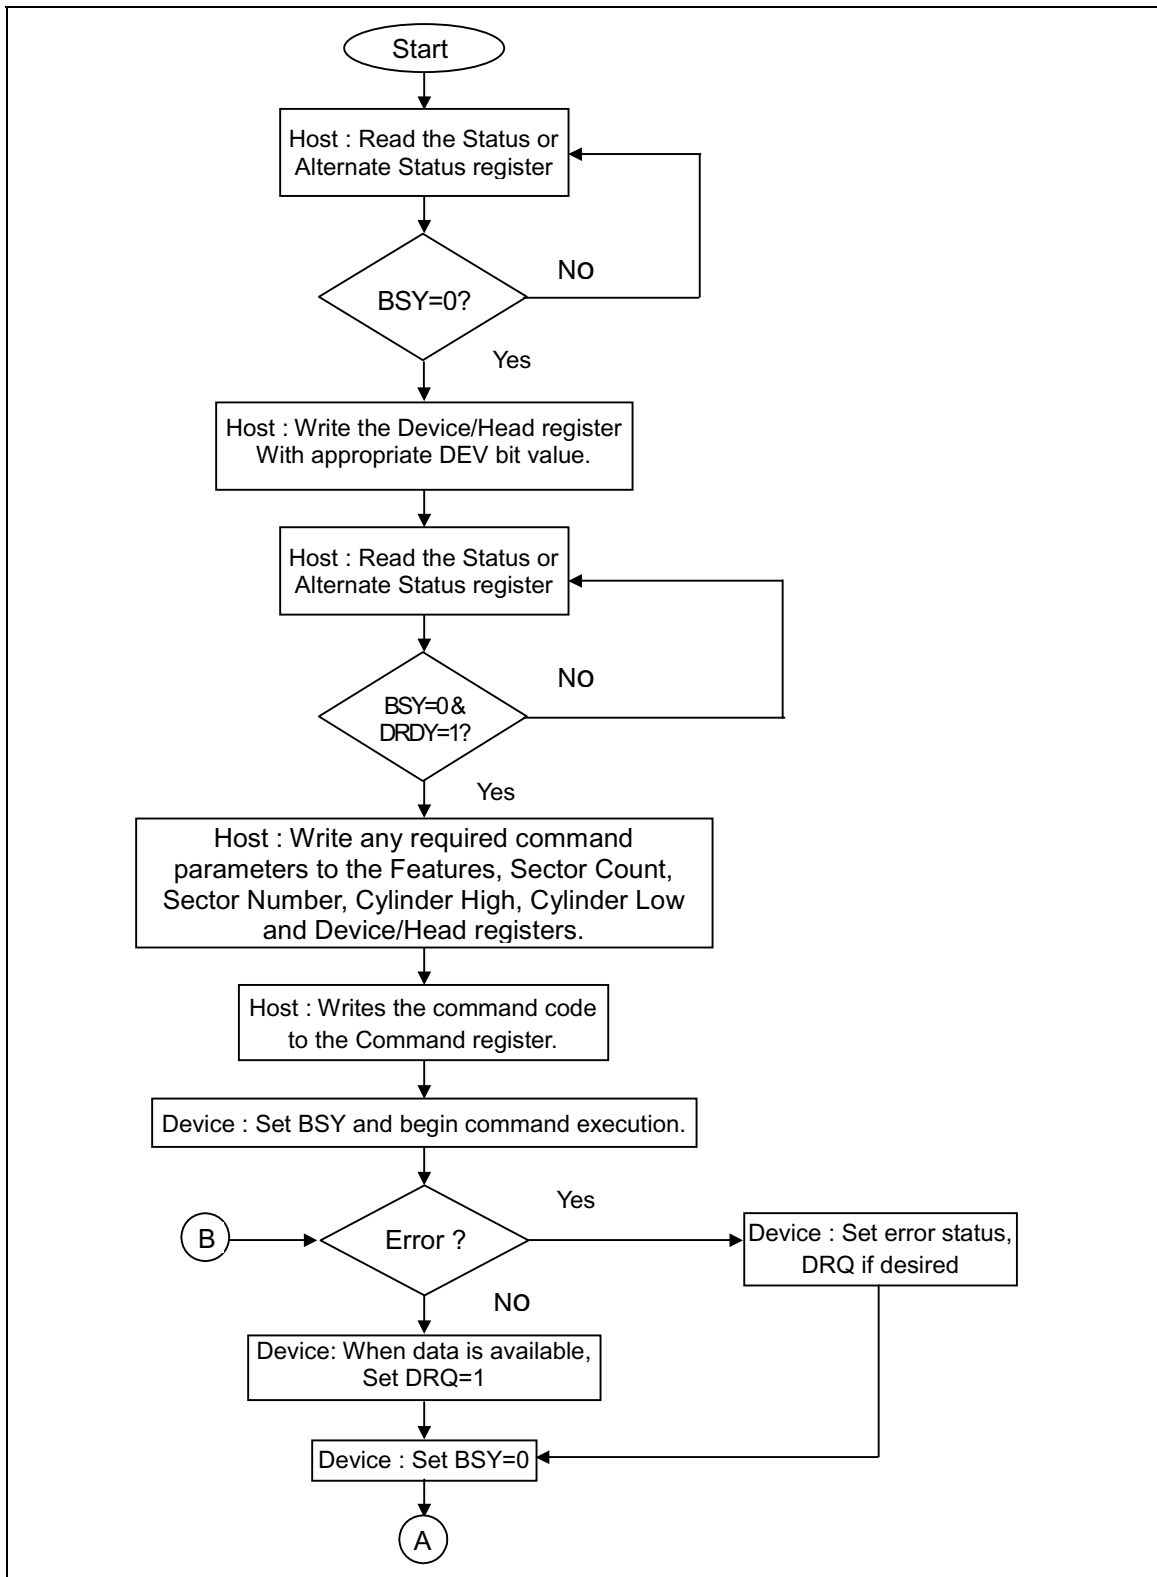 Start
Host : Read the Status or
Alternate Status register
BSY=0?
No
Yes
Host : Write the Device/Head register
With appropriate DEV bit value.
Host : Read the Status or
Alternate Status register
BSY=0 &
DRDY=1?
No
Yes
Host : Write any required command
parameters to the Features, Sector Count,
Sector Number, Cylinder High, Cylinder Low
and Device/Head registers.
Host : Writes the command code
to the Command register.
Device : Set BSY and begin command execution.
B
Error ?
Yes
Device : Set error status,
DRQ if desired
No
Device: When data is available,
Set DRQ=1
Device : Set BSY=0
A